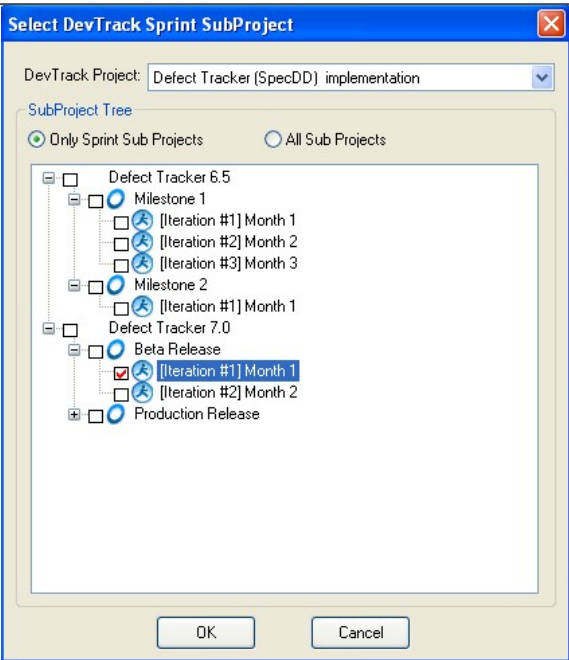 Select DevTrack Sprint SubProject
DevTrack Project: Defect Tracker (SpecDD) implementation
SubProject Tree
Only Sprint Sub Projects All Sub Projects
Defect Tracker 6.5
Milestone 1
[Iteration #1] Month 1
[Iteration #2] Month 2
[Iteration #3] Month 3
Milestone 2
[Iteration #1] Month 1
Defect Tracker 7.0
Beta Release
[Iteration #1] Month 1
[Iteration #2] Month 2
Production Release
OK Cancel